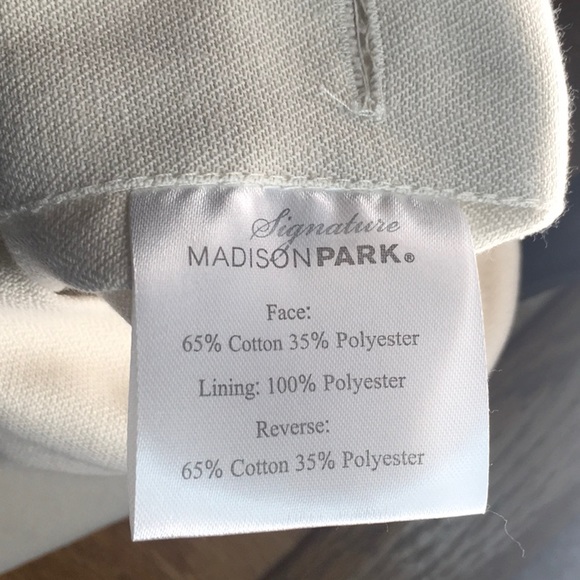 Signature
MADISONPARK®
Face:
65% Cotton 35% Polyester
Lining: 100% Polyester
Reverse:
65% Cotton 35% Polyester